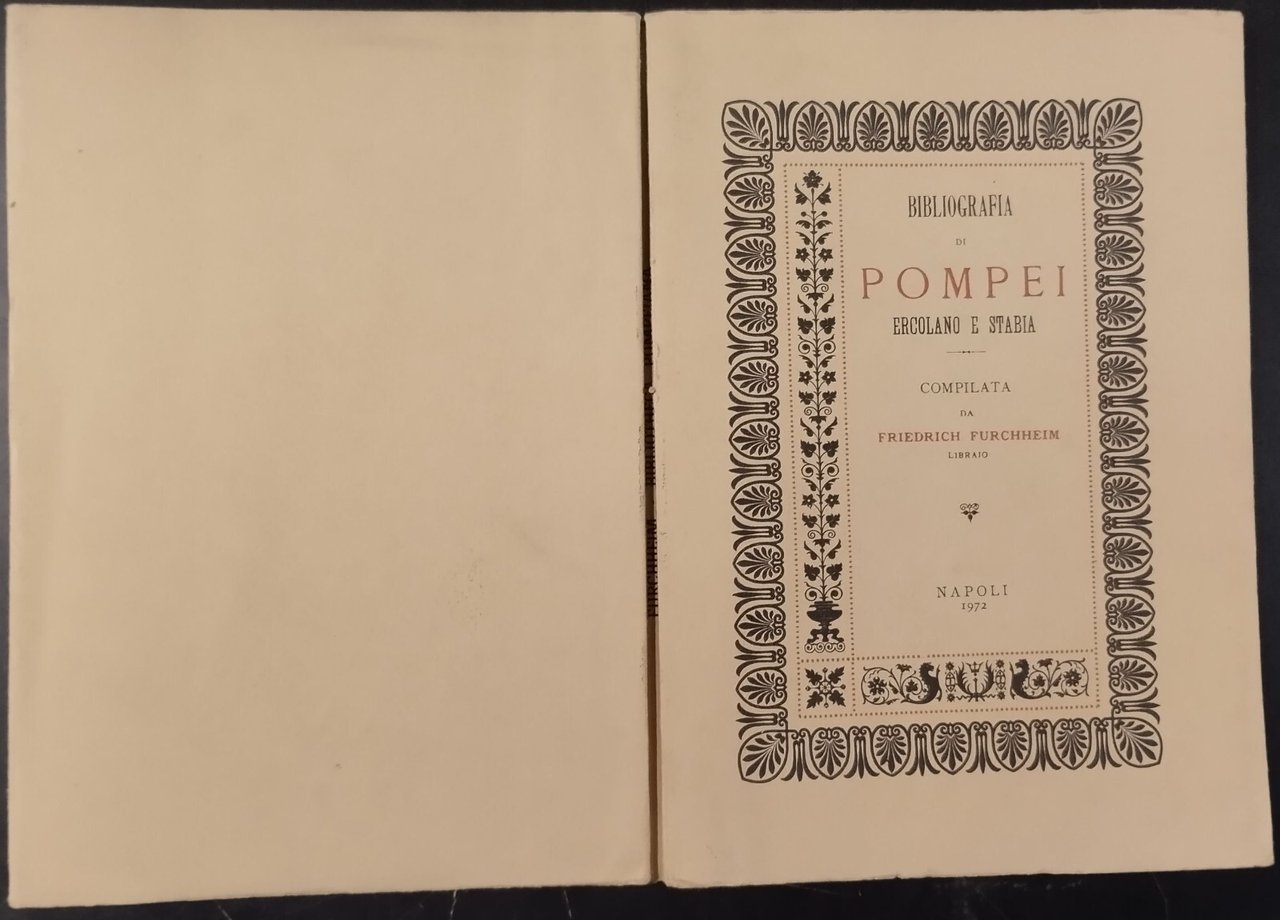 BIBLIOGRAFIA
DI
POMPEI
ERCOLANO E STABIA
COMPILATA
DA
FRIEDRICH FURCHHEIM
LIBRAIO
NAPOLI
1972